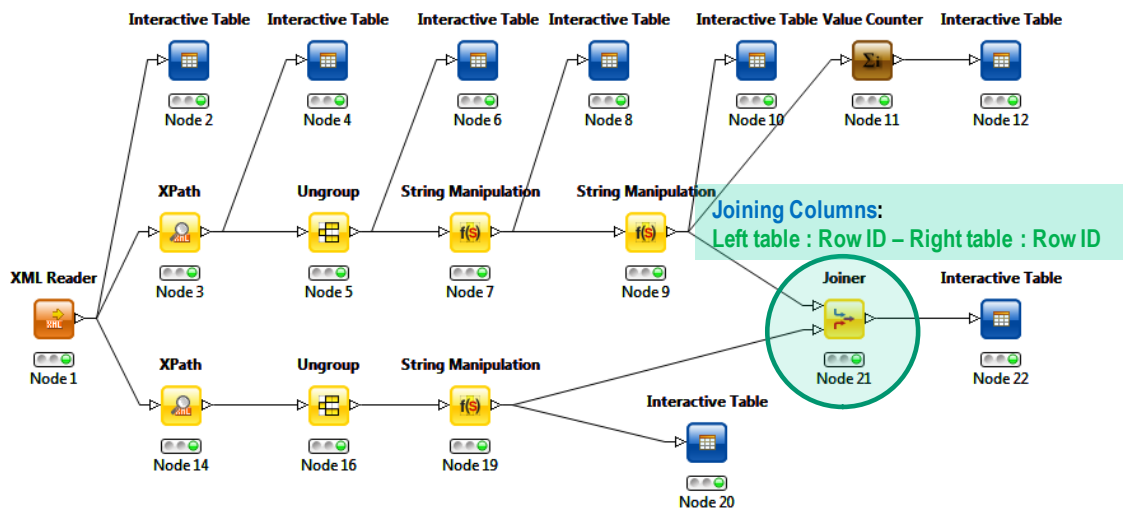 Interactive Table
Interactive Table
Interactive Table
Interactive Table
Interactive Table
Value Counter
Interactive Table
Σi
Node 2
Node 4
Node 6
Node 8
Node 10
Node 11
Node 12
XPath
Ungroup
String Manipulation
String Manipulation
XML
f(S)
f(S)
Joining Columns:
Left table : Row ID – Right table : Row ID
Node 3
Node 5
Node 7
Node 9
XML Reader
Joiner
Interactive Table
XML
Node 1
Node 21
Node 22
XPath
Ungroup
String Manipulation
XML
f(S)
Interactive Table
Node 14
Node 16
Node 19
Node 20